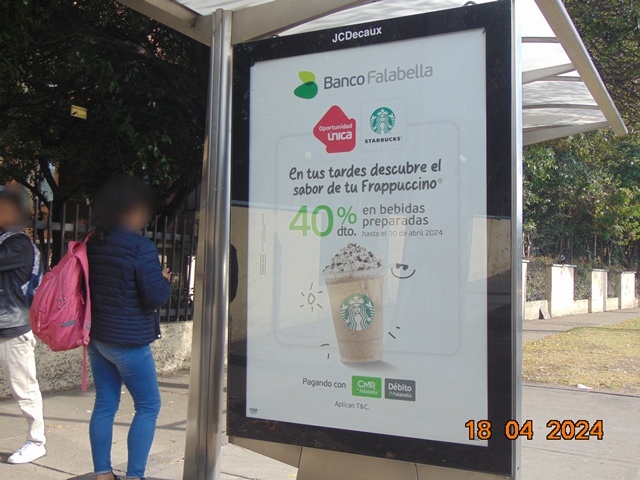 JCDecaux
Banco Falabella
Oportunidad
única
STARBUCKS®
En tus tardes descubre el
sabor de tu Frappuccino®
40% dto.
en bebidas
preparadas
hasta el 30 de abril 2024
Pagando con
CMR
Falabella
Débito
Falabella
Aplican T&C.
18 04 2024